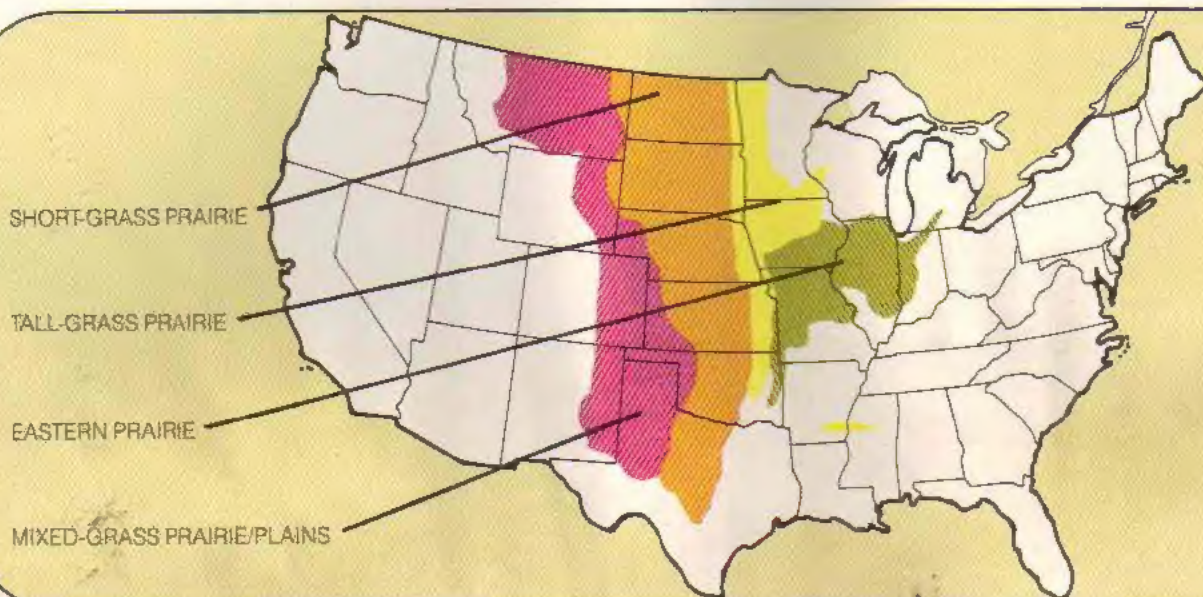 SHORT-GRASS PRAIRIE
TALL-GRASS PRAIRIE
EASTERN PRAIRIE
MIXED-GRASS PRAIRIE/PLAINS